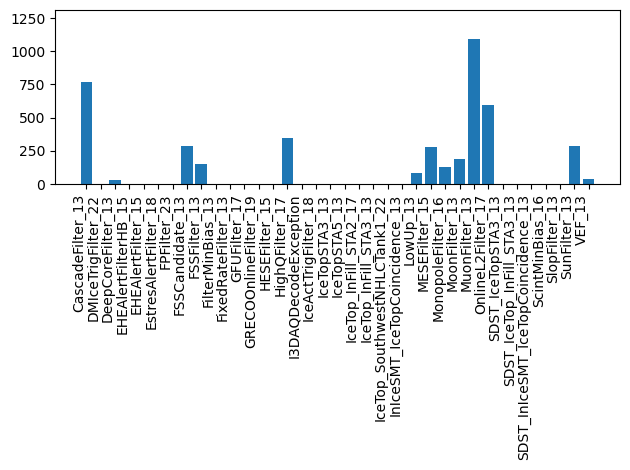 1250
1000
750
500
250
0
CascadeFilter_13
DMIceTrigFilter_22
DeepCoreFilter_13
EHEAlertFilterHB_15
EHEAlertFilter_15
EstresAlertFilter_18
FPFilter_23
FSSCandidate_13
FSSFilter_13
FilterMinBias_13
FixedRateFilter_13
GFUFilter_17
GRECOOnlineFilter_19
HESEFilter_15
HighQFilter_17
I3DAQDecodeException
IceActTrigFilter_18
IceTopSTA3_13
IceTopSTA5_13
IceTop_InFill_STA2_17
IceTop_InFill_STA3_13
IceTop_SouthwestNHLCTank1_22
InIceSMT_IceTopCoincidence_13
LowUp_13
MESEFilter_15
MonopoleFilter_16
MoonFilter_13
MuonFilter_13
OnlineL2Filter_17
SDST_IceTopSTA3_13
SDST_IceTop_InFill_STA3_13
SDST_InIceSMT_IceTopCoincidence_13
ScintMinBias_16
SlopFilter_13
SunFilter_13
VEF_13